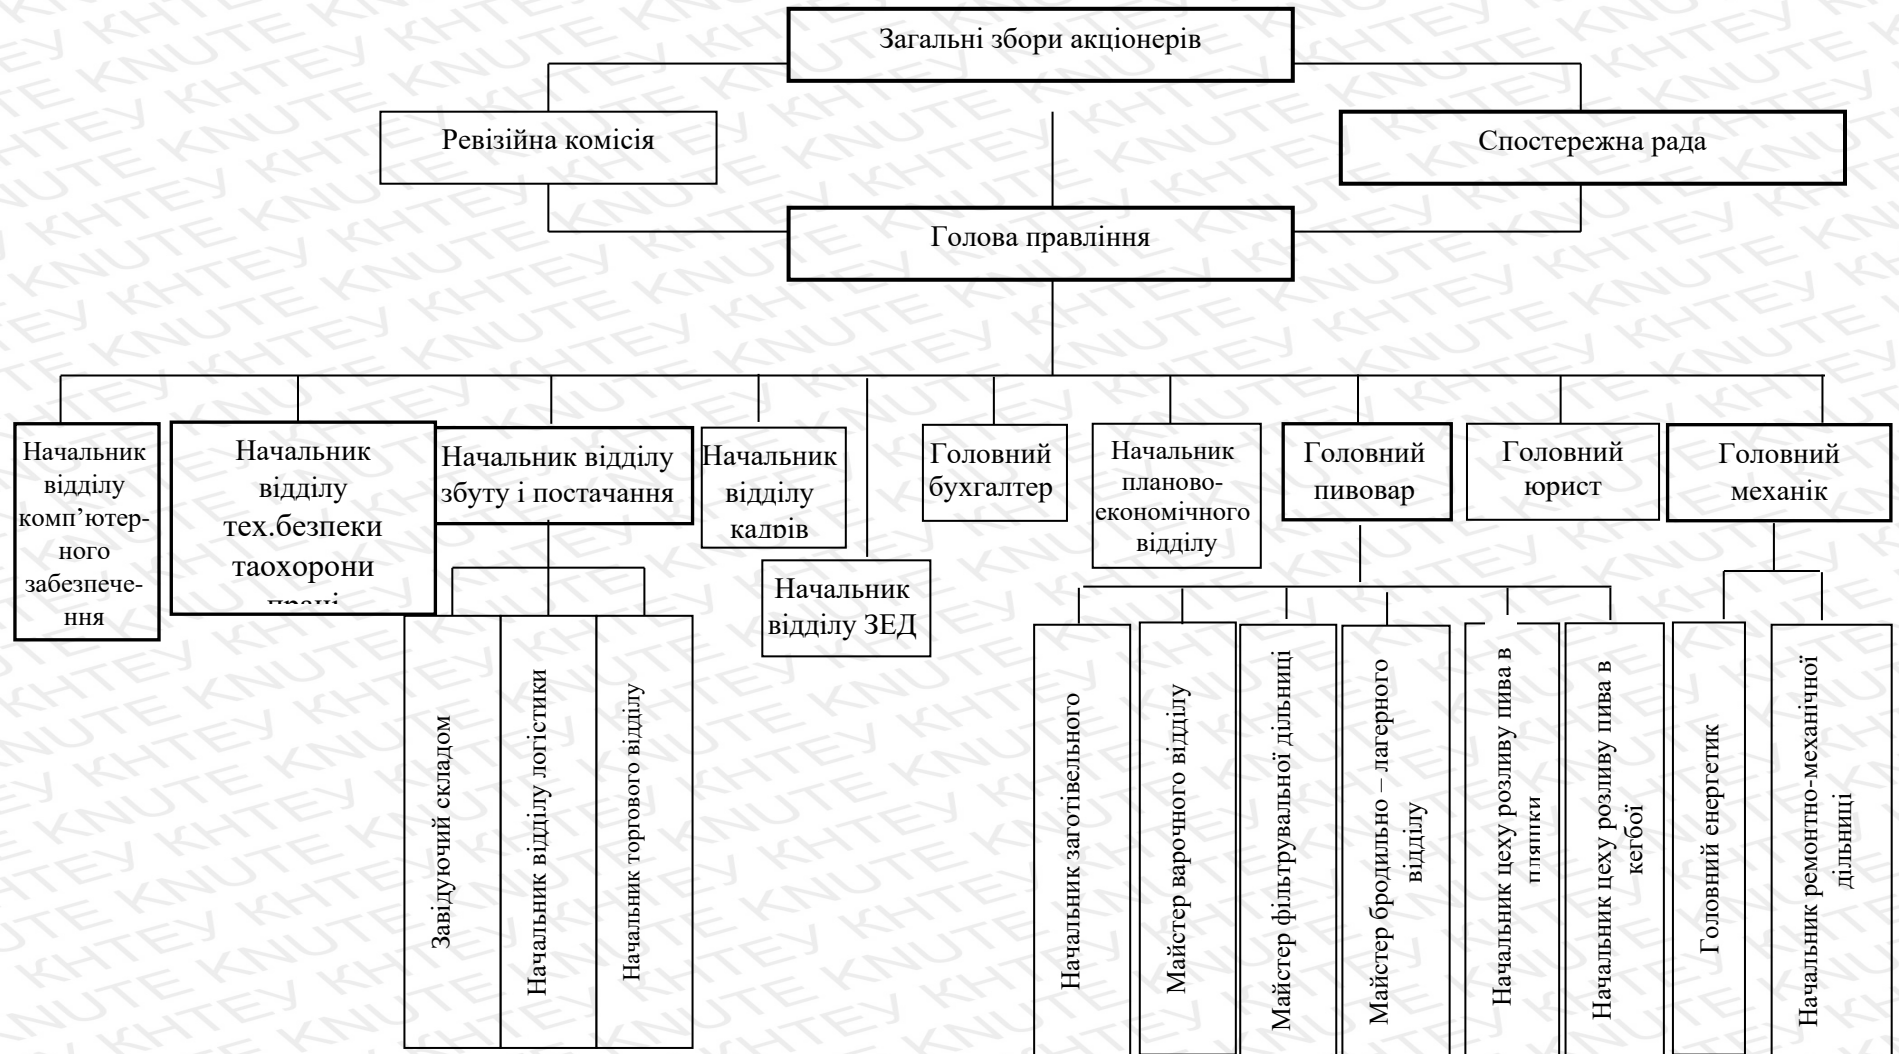 Загальні збори акціонерів
Ревізійна комісія
Спостережна рада
Голова правління
Начальник
відділу
комп’ютер-
ного
забезпече-
ння
Начальник
відділу
тех.безпеки
таохорони
праці
Начальник відділу
збуту і постачання
Начальник
відділу
кадрів
Начальник
відділу ЗЕД
Головний
бухгалтер
Начальник
планово-
економічного
відділу
Головний
пивовар
Головний
юрист
Головний
механік
Завідуючий складом
Начальник відділу логістики
Начальник торгового відділу
Начальник заготівельного
Майстер варочного відділу
Майстер фільтрувальної дільниці
Майстер бродильно – лагерного
відділу
Начальник цеху розливу пива в
пляшки
Начальник цеху розливу пива в
кегбої
Головний енергетик
Начальник ремонтно-механічної
дільниці